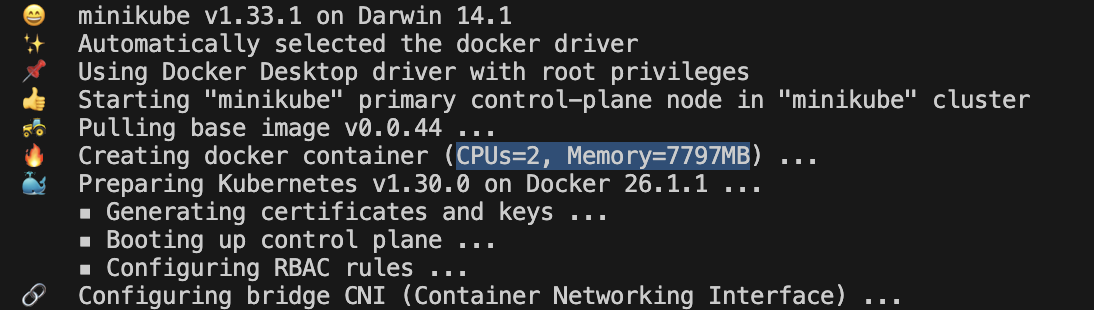 😄 minikube v1.33.1 on Darwin 14.1
✨ Automatically selected the docker driver
📌 Using Docker Desktop driver with root privileges
👍 Starting "minikube" primary control-plane node in "minikube" cluster
🚜 Pulling base image v0.0.44 ...
🔥 Creating docker container (CPUs=2, Memory=7797MB) ...
🐳 Preparing Kubernetes v1.30.0 on Docker 26.1.1 ...
▪ Generating certificates and keys ...
▪ Booting up control plane ...
▪ Configuring RBAC rules ...
🔗 Configuring bridge CNI (Container Networking Interface) ...